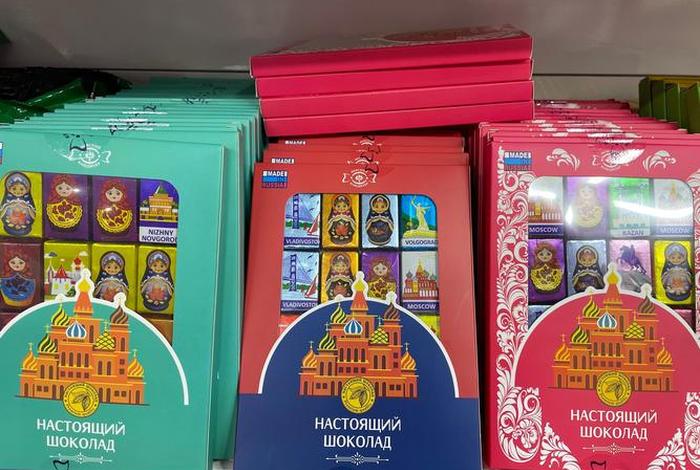 NIZHNY
NOVGOROD
НАСТОЯЩИЙ
ШОКОЛАД
MADE
IN
RUSSIA
VLADIVOSTOK
VOLGOGRAD
VLADIVOSTOK
MOSCOW
НАСТОЯЩИЙ
ШОКОЛАД
MADE
IN
RUSSIA
MOSCOW
KAZAN
MOSCOW
НАСТОЯЩИЙ
ШОКОЛАД